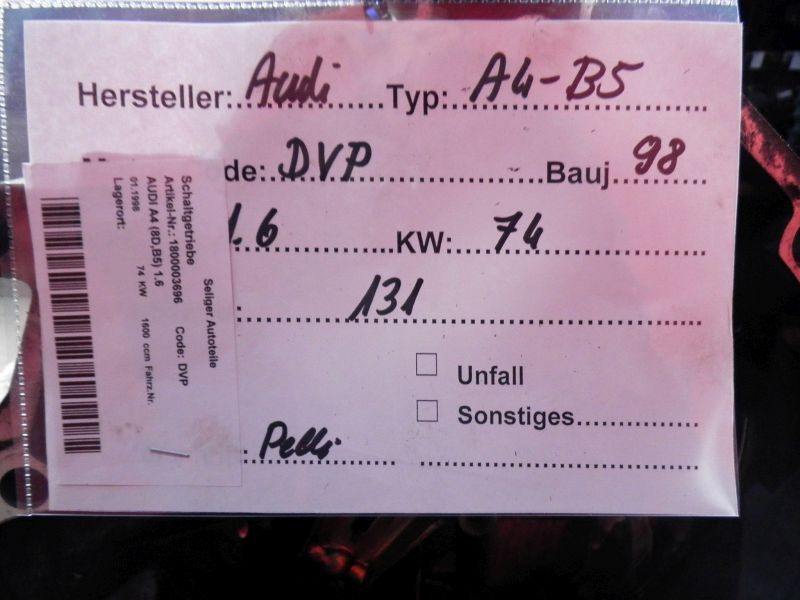 Hersteller: Audi Typ: A4-B5
de: DVP Bauj 98
1.6 KW: 74
131
Unfall
Sonstiges
Pelli
Seliger Autoteile
Schaltgetriebe
Artikel-Nr.: 1800003696 Code: DVP
AUDI A4 (8D,B5) 1.6
01.1998 74 KW 1600 ccm Fahrz.Nr.
Lagerort: